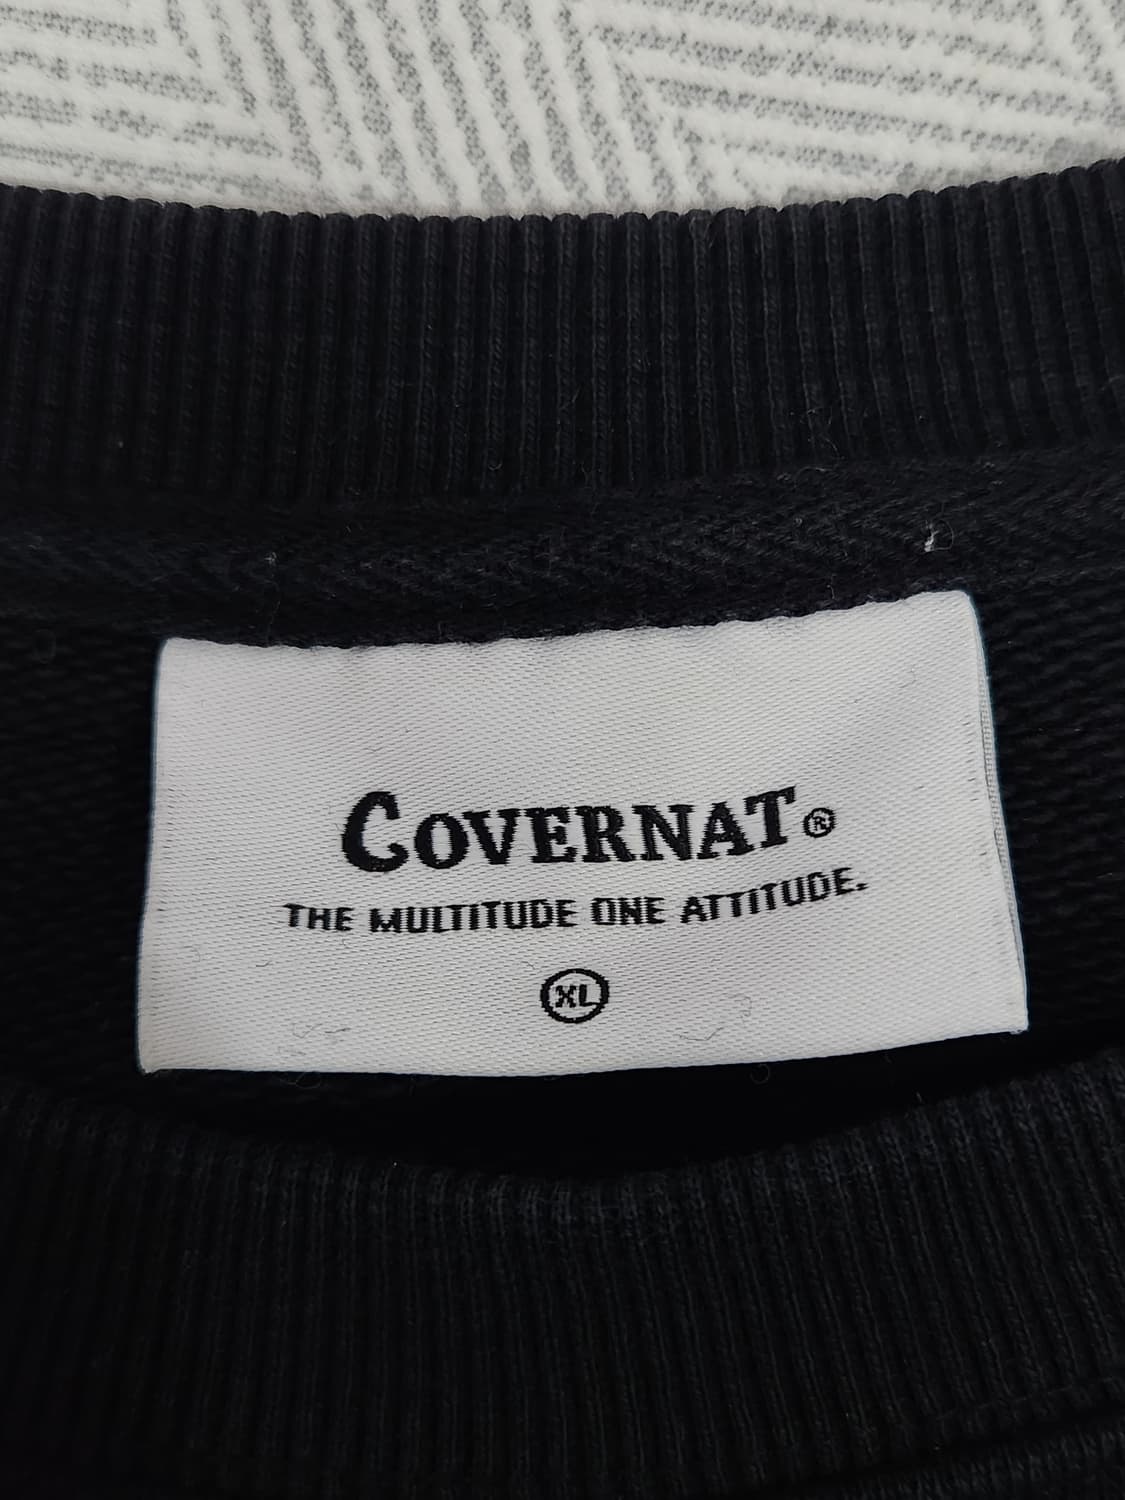 COVERNAT®
THE MULTITUDE ONE ATTITUDE.
XL